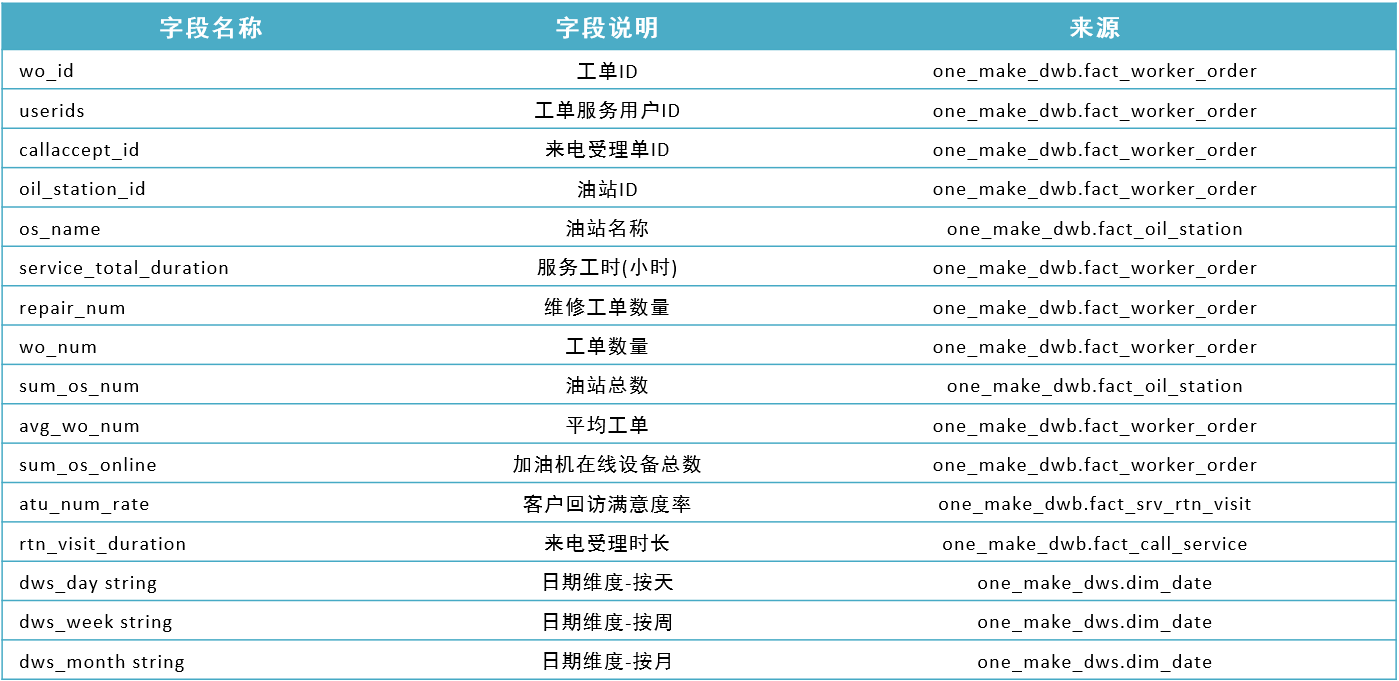 字段名称 字段说明 来源
wo_id 工单ID one_make_dwb.fact_worker_order
userids 工单服务用户ID one_make_dwb.fact_worker_order
callaccept_id 来电受理单ID one_make_dwb.fact_worker_order
oil_station_id 油站ID one_make_dwb.fact_worker_order
os_name 油站名称 one_make_dwb.fact_oil_station
service_total_duration 服务工时(小时) one_make_dwb.fact_worker_order
repair_num 维修工单数量 one_make_dwb.fact_worker_order
wo_num 工单数量 one_make_dwb.fact_worker_order
sum_os_num 油站总数 one_make_dwb.fact_oil_station
avg_wo_num 平均工单 one_make_dwb.fact_worker_order
sum_os_online 加油机在线设备总数 one_make_dwb.fact_worker_order
atu_num_rate 客户回访满意度率 one_make_dwb.fact_srv_rtn_visit
rtn_visit_duration 来电受理时长 one_make_dwb.fact_call_service
dws_day string 日期维度-按天 one_make_dws.dim_date
dws_week string 日期维度-按周 one_make_dws.dim_date
dws_month string 日期维度-按月 one_make_dws.dim_date